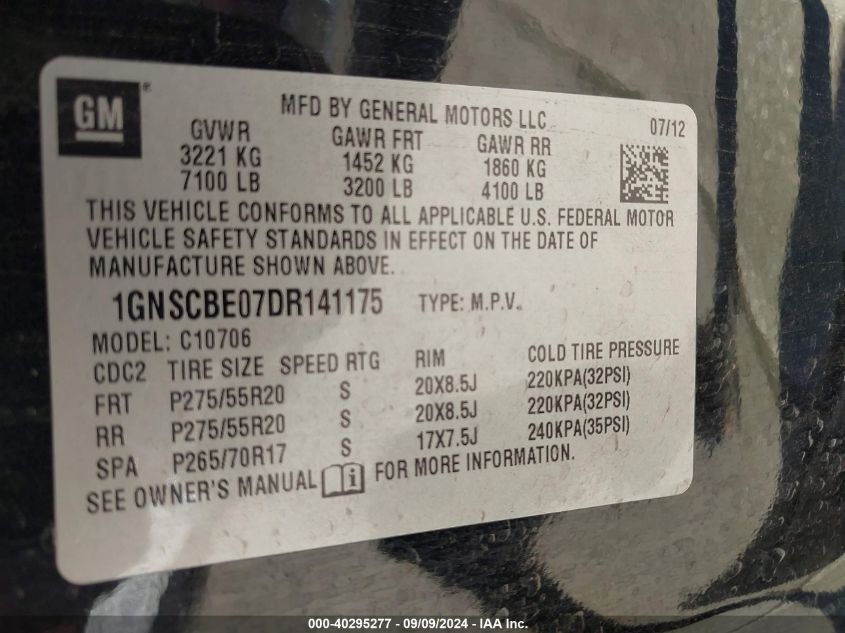 GM®
MFD BY GENERAL MOTORS LLC
07/12
GVWR GAWR FRT GAWR RR
3221 KG 1452 KG 1860 KG
7100 LB 3200 LB 4100 LB
THIS VEHICLE CONFORMS TO ALL APPLICABLE U.S. FEDERAL MOTOR
VEHICLE SAFETY STANDARDS IN EFFECT ON THE DATE OF
MANUFACTURE SHOWN ABOVE.
1GNSCBE07DR141175 TYPE: M.P.V.
MODEL: C10706
CDC2 TIRE SIZE SPEED RTG RIM COLD TIRE PRESSURE
FRT P275/55R20 S 20X8.5J 220KPA(32PSI)
RR P275/55R20 S 20X8.5J 220KPA(32PSI)
SPA P265/70R17 S 17X7.5J 240KPA(35PSI)
SEE OWNER'S MANUAL FOR MORE INFORMATION.
000-40295277 - 09/09/2024 - IAA Inc.